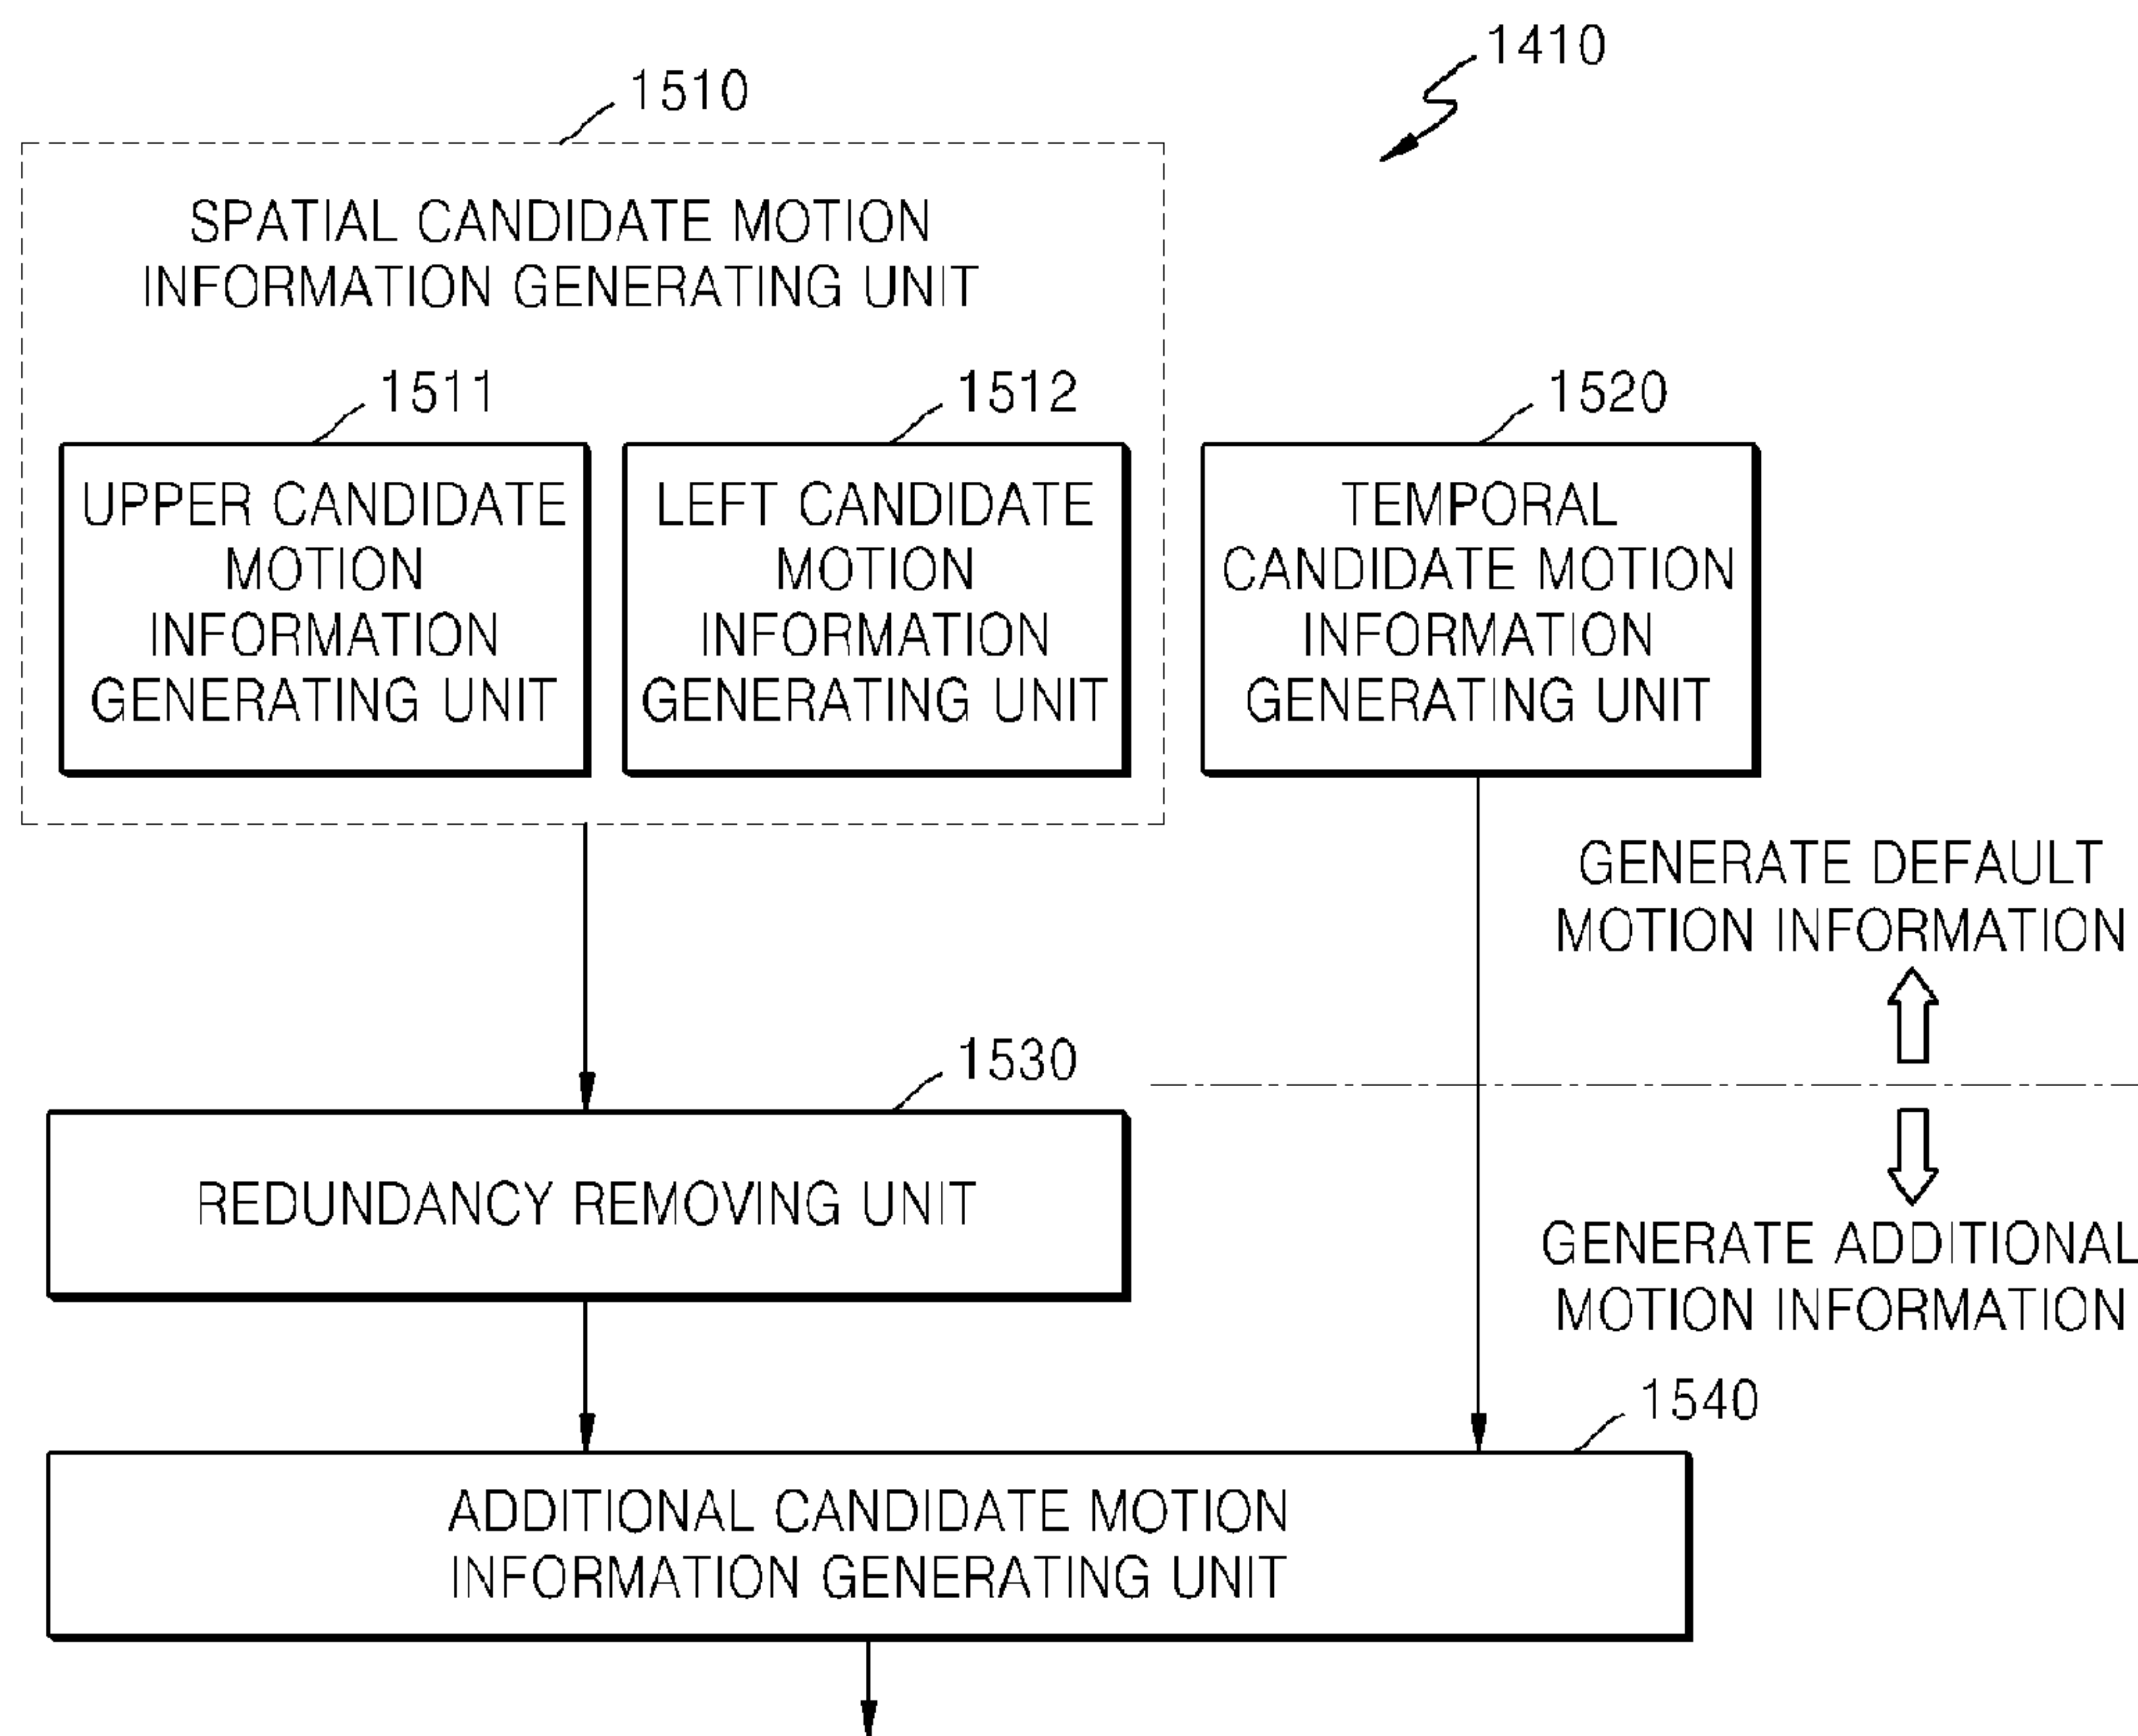 1410
1510
SPATIAL CANDIDATE MOTION
INFORMATION GENERATING UNIT
1511
1512
1520
UPPER CANDIDATE
MOTION
INFORMATION
GENERATING UNIT
LEFT CANDIDATE
MOTION
INFORMATION
GENERATING UNIT
TEMPORAL
CANDIDATE MOTION
INFORMATION
GENERATING UNIT
GENERATE DEFAULT
MOTION INFORMATION
1530
REDUNDANCY REMOVING UNIT
GENERATE ADDITIONAL
MOTION INFORMATION
1540
ADDITIONAL CANDIDATE MOTION
INFORMATION GENERATING UNIT